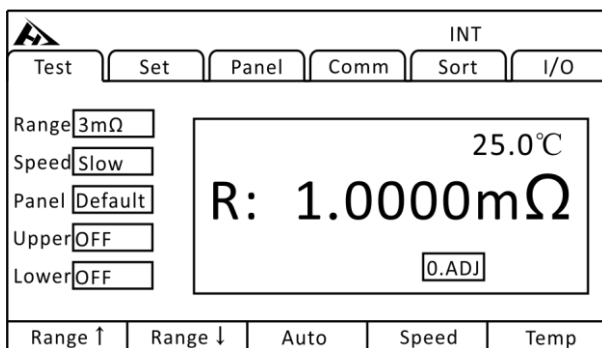 INT
Test Set Panel Comm Sort I/O
Range 3mΩ
Speed Slow
Panel Default
Upper OFF
Lower OFF
25.0℃
R: 1.0000mΩ
0.ADJ
Range ↑ Range ↓ Auto Speed Temp